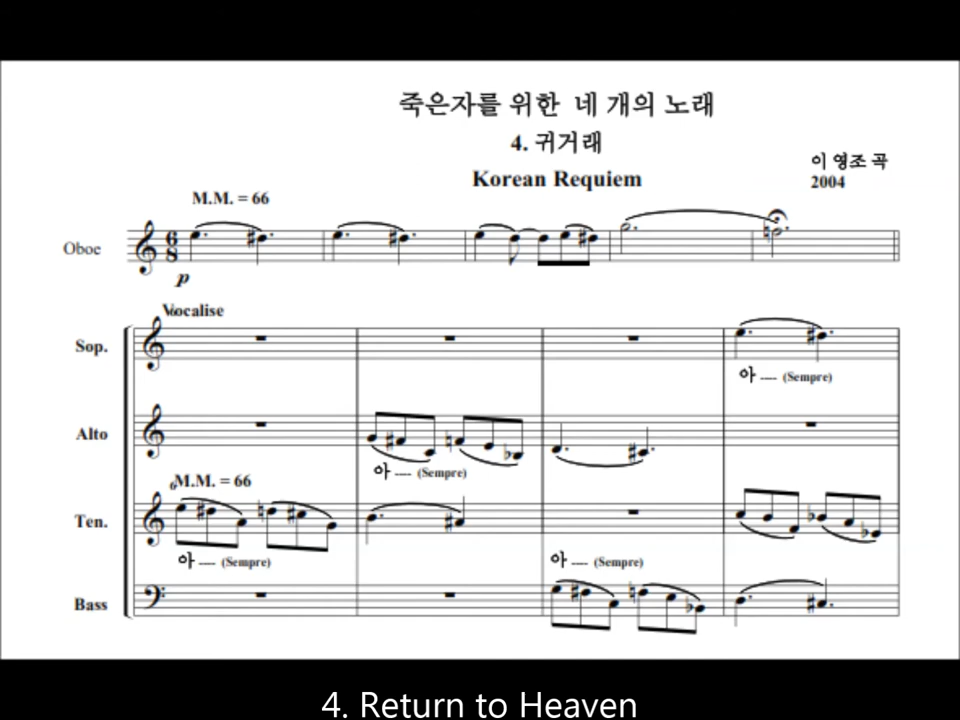 죽은자를 위한 네 개의 노래
4. 귀거래
이 영조 곡
Korean Requiem
2004
M.M. = 66
Oboe
6
8
p
Vocalise
Sop.
아 ---- (Sempre)
Alto
아 ---- (Sempre)
M.M. = 66
Ten.
아 ---- (Sempre)
아 ---- (Sempre)
Bass
4. Return to Heaven